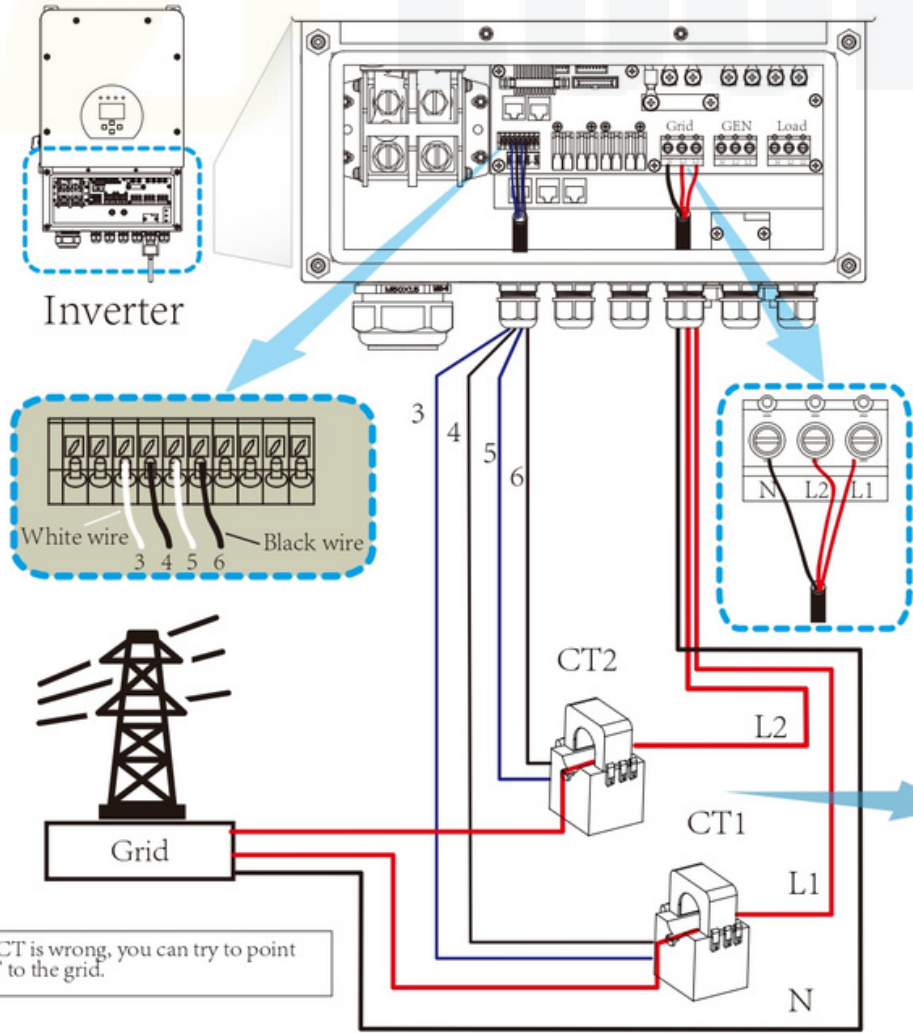 Grid GEN Load
Inverter
3
4
5
6
White wire
Black wire
3 4 5 6
N L2 L1
CT2
L2
CT1
Grid
L1
CT is wrong, you can try to point
to the grid.
N